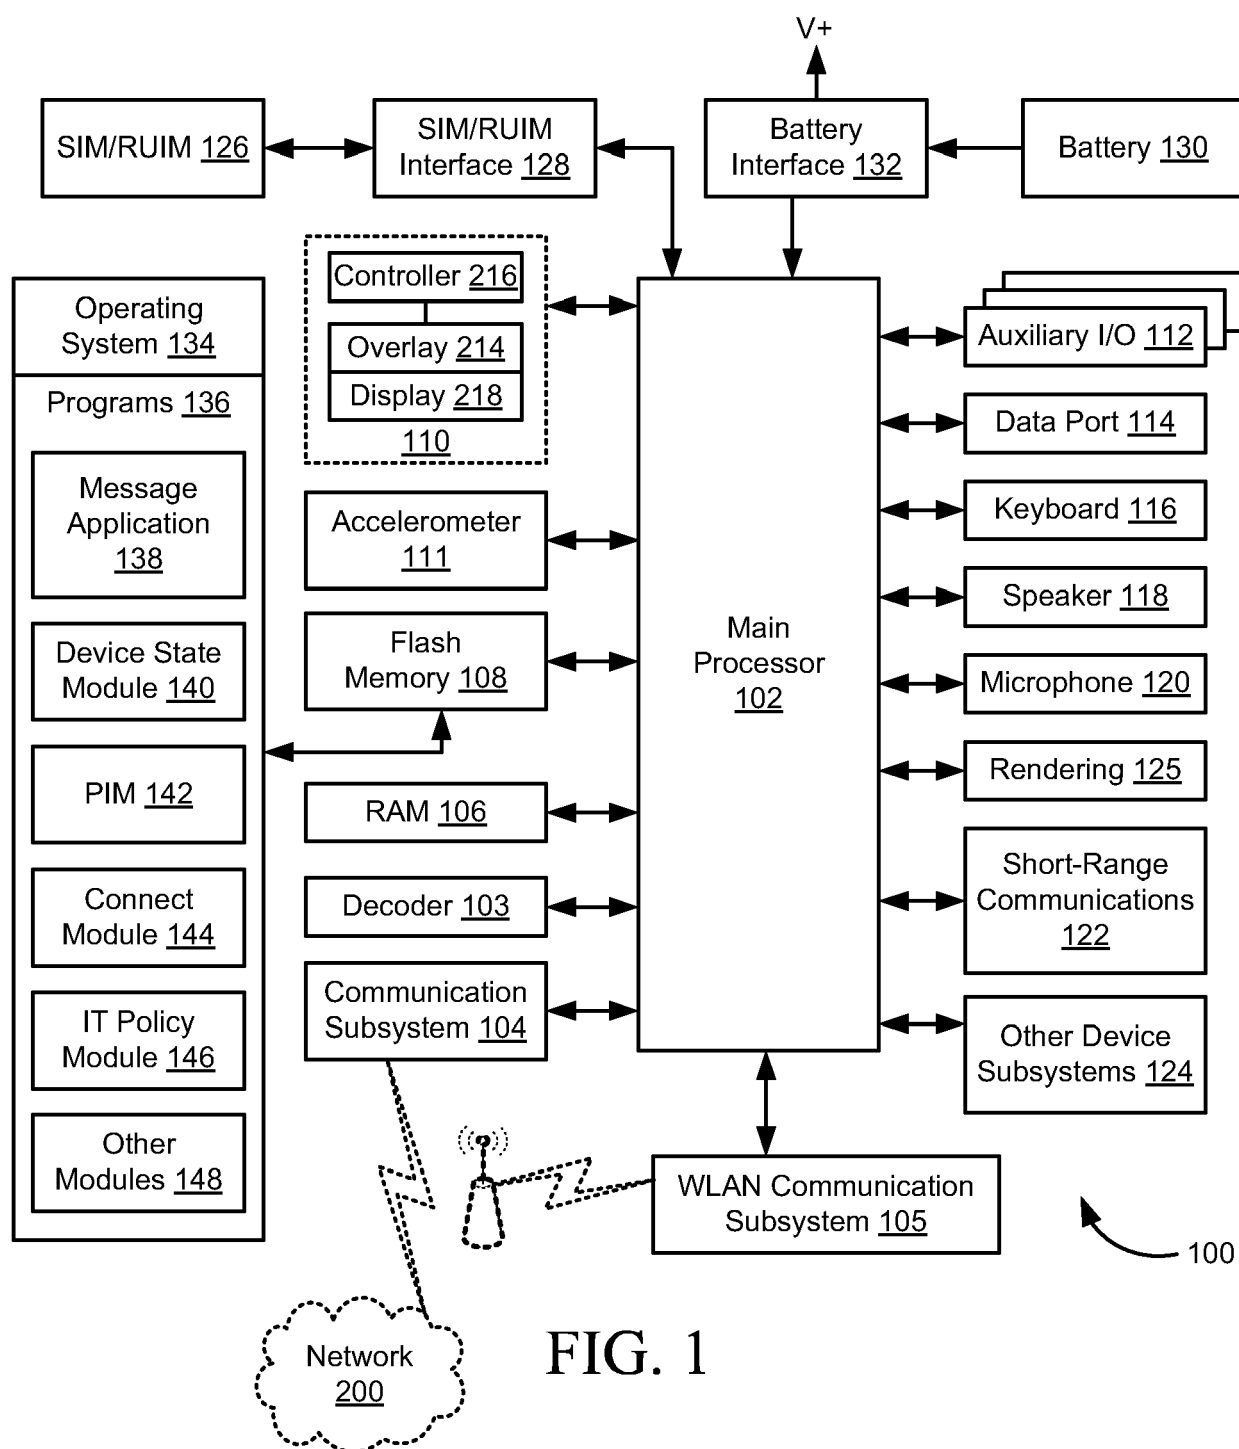 V+
SIM/RUIM 126
SIM/RUIM
Interface 128
Battery
Interface 132
Battery 130
Operating
System 134
Programs 136
Message
Application
138
Device State
Module 140
PIM 142
Connect
Module 144
IT Policy
Module 146
Other
Modules 148
Controller 216
Overlay 214
Display 218
110
Accelerometer
111
Flash
Memory 108
RAM 106
Decoder 103
Communication
Subsystem 104
Main
Processor
102
Auxiliary I/O 112
Data Port 114
Keyboard 116
Speaker 118
Microphone 120
Rendering 125
Short-Range
Communications
122
Other Device
Subsystems 124
WLAN Communication
Subsystem 105
100
Network
200
FIG. 1